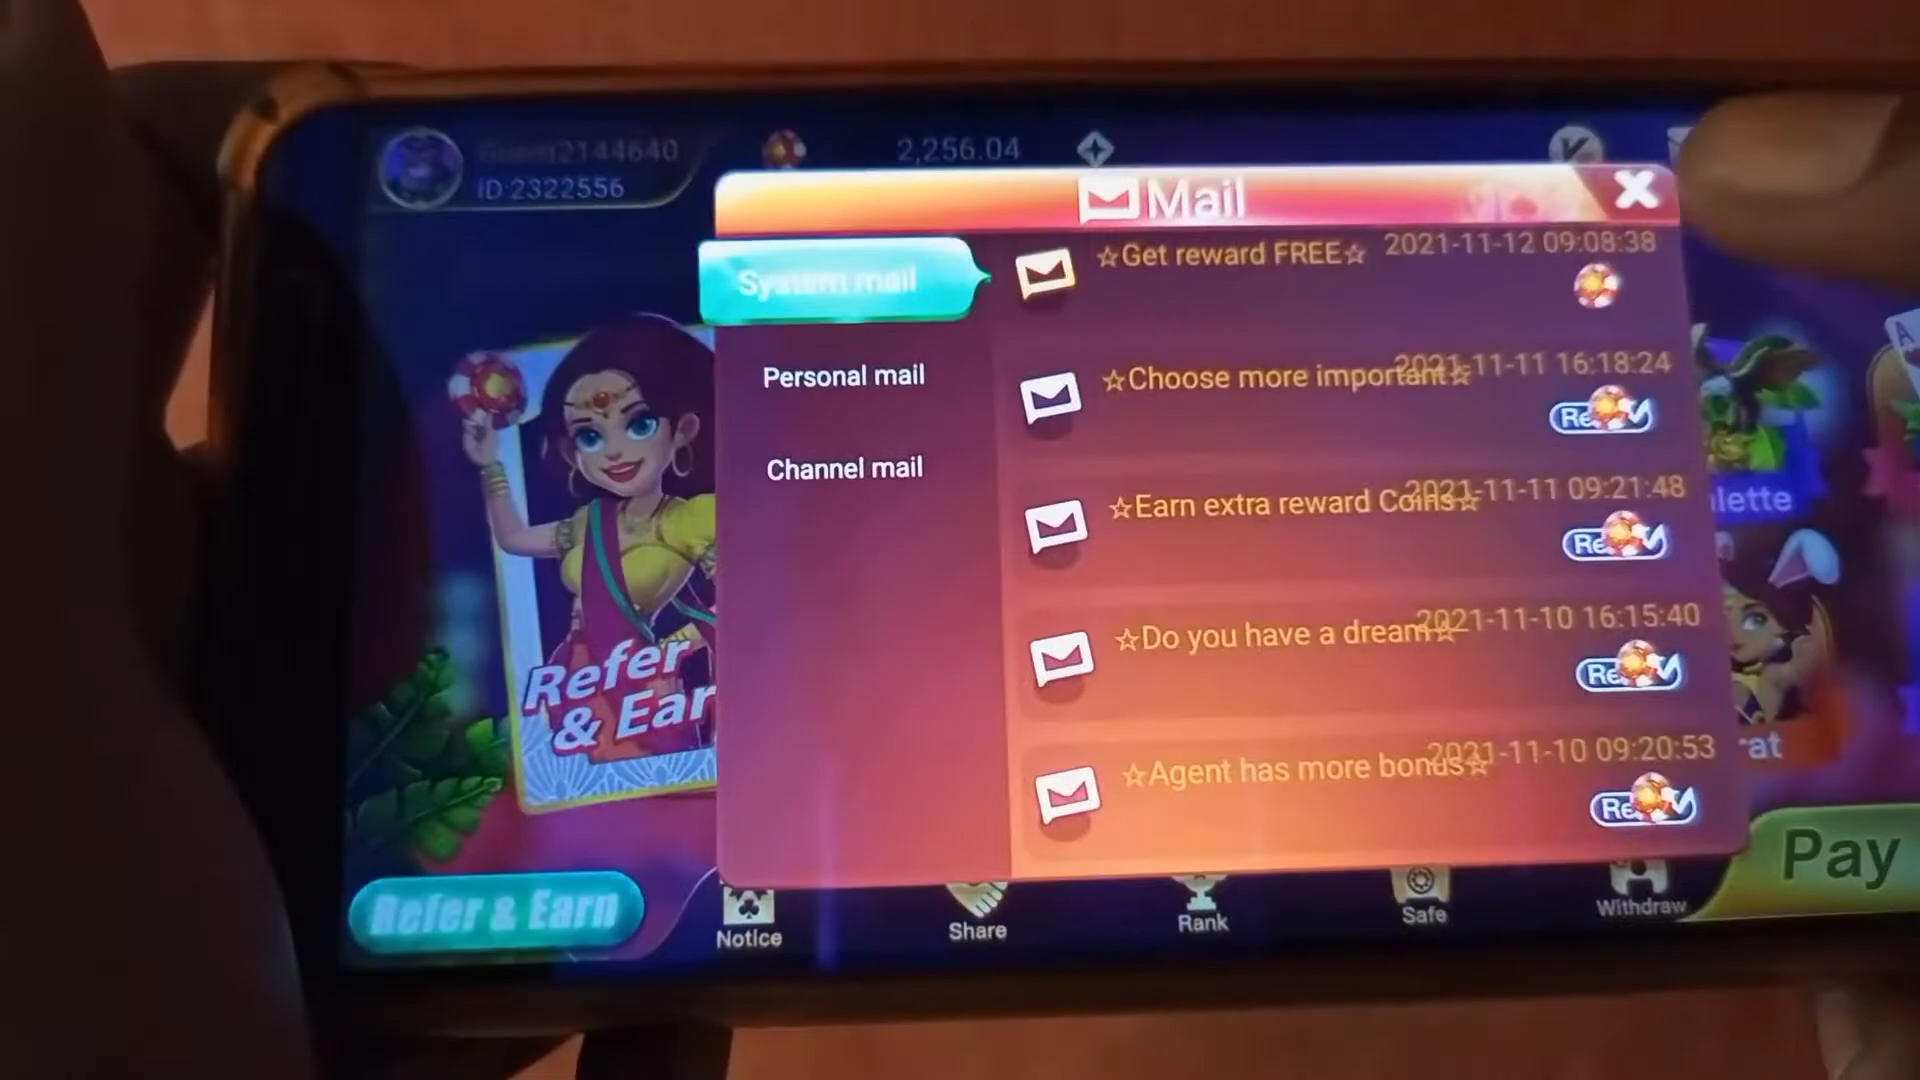 2144640
2,256.04
ID:2322556
Mail
System mail
Personal mail
Channel mail
☆Get reward FREE☆ 2021-11-12 09:08:38
☆Choose more important☆ 2021-11-11 16:18:24
☆Earn extra reward Coins☆ 2021-11-11 09:21:48
☆Do you have a dream☆ 2021-11-10 16:15:40
☆Agent has more bonus☆ 2021-11-10 09:20:53
Refer
& Ear
lette
rat
Pay
Refer & Earn
Notice
Share
Rank
Safe
Withdraw
A